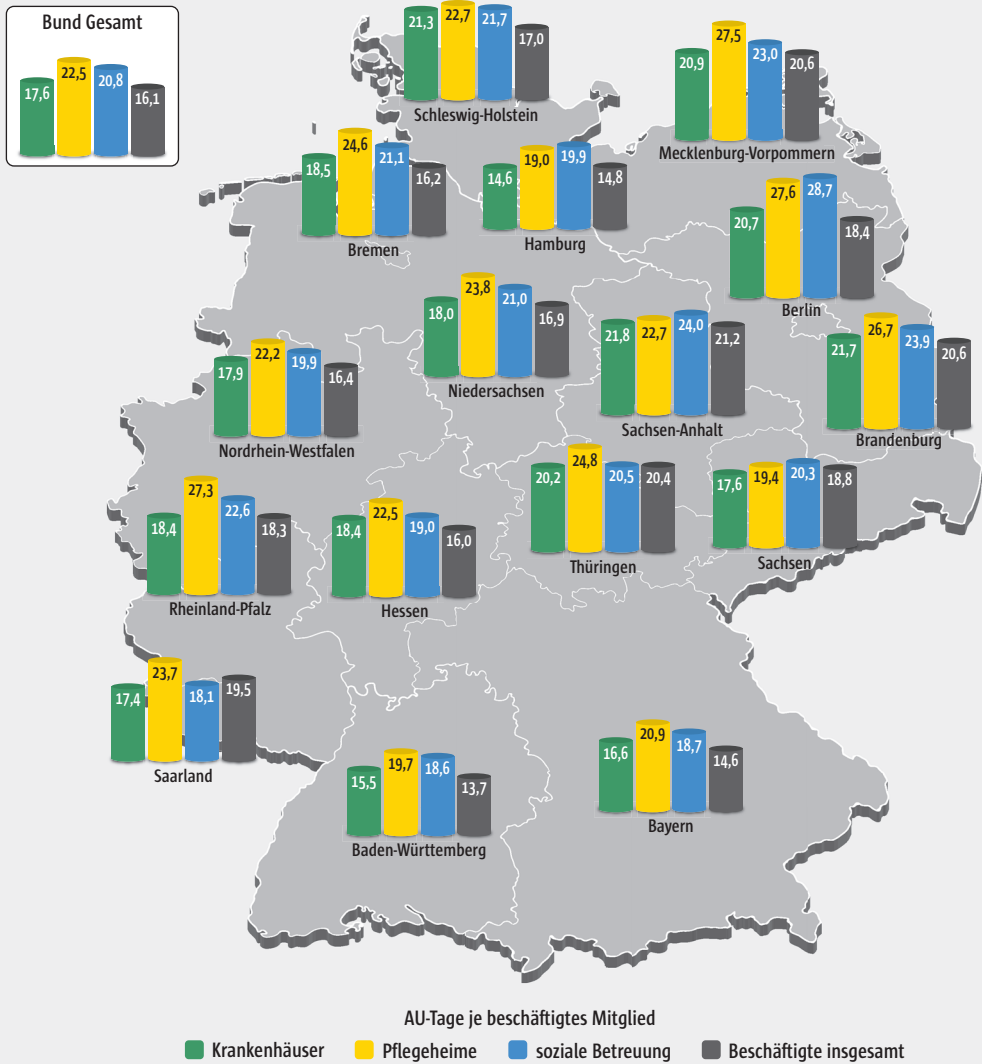 Bund Gesamt
17,6 22,5 20,8 16,1
21,3 22,7 21,7 17,0
Schleswig-Holstein
20,9 27,5 23,0 20,6
Mecklenburg-Vorpommern
18,5 24,6 21,1 16,2
Bremen
14,6 19,0 19,9 14,8
Hamburg
20,7 27,6 28,7 18,4
Berlin
18,0 23,8 21,0 16,9
Niedersachsen
21,8 22,7 24,0 21,2
Sachsen-Anhalt
21,7 26,7 23,9 20,6
Brandenburg
17,9 22,2 19,9 16,4
Nordrhein-Westfalen
20,2 24,8 20,5 20,4
Thüringen
17,6 19,4 20,3 18,8
Sachsen
18,4 27,3 22,6 18,3
Rheinland-Pfalz
18,4 22,5 19,0 16,0
Hessen
17,4 23,7 18,1 19,5
Saarland
15,5 19,7 18,6 13,7
Baden-Württemberg
16,6 20,9 18,7 14,6
Bayern
AU-Tage je beschäftigtes Mitglied
Krankenhäuser Pflegeheime soziale Betreuung Beschäftigte insgesamt